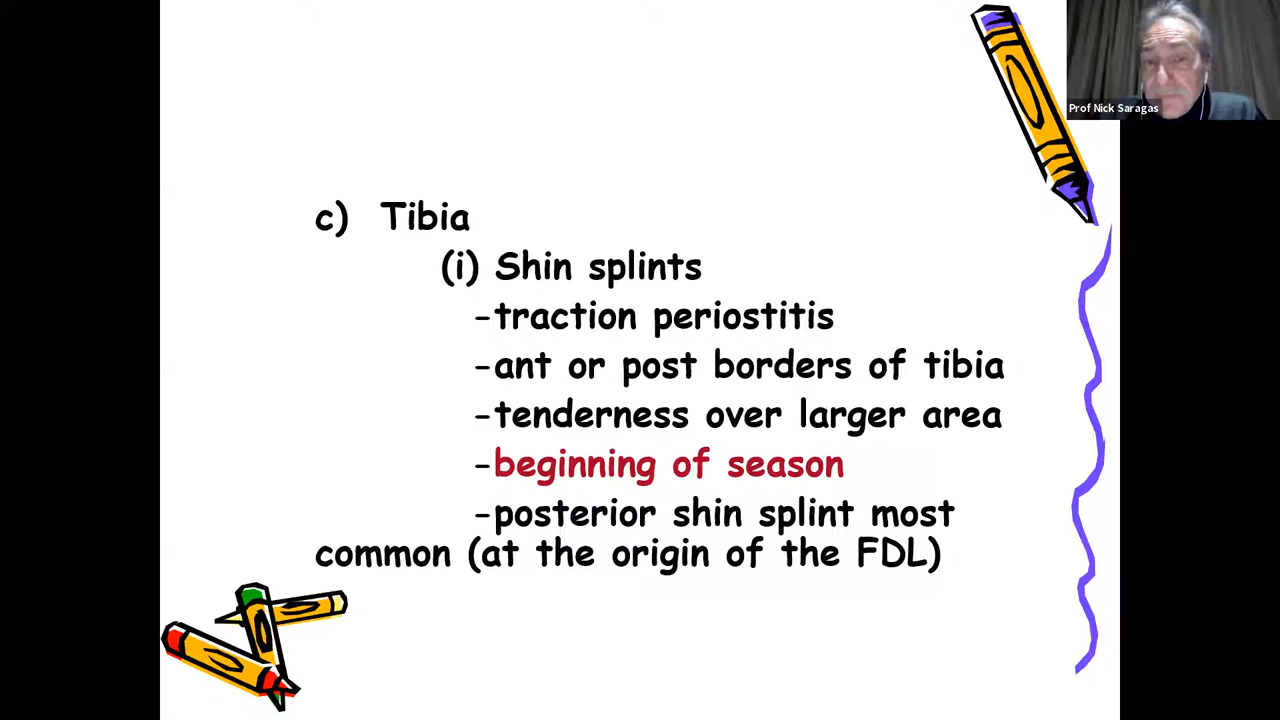 Prof Nick Saragas
c) Tibia
(i) Shin splints
-traction periostitis
-ant or post borders of tibia
-tenderness over larger area
-beginning of season
-posterior shin splint most
common (at the origin of the FDL)